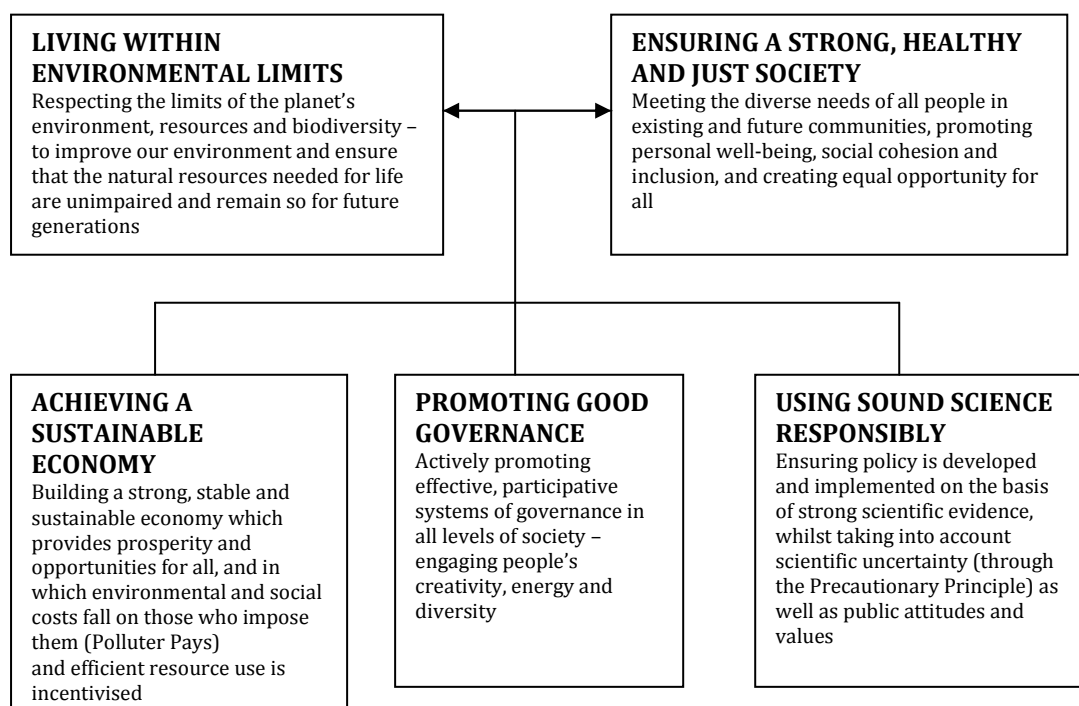 LIVING WITHIN
ENVIRONMENTAL LIMITS
Respecting the limits of the planet’s
environment, resources and biodiversity –
to improve our environment and ensure
that the natural resources needed for life
are unimpaired and remain so for future
generations
ENSURING A STRONG, HEALTHY
AND JUST SOCIETY
Meeting the diverse needs of all people in
existing and future communities, promoting
personal well-being, social cohesion and
inclusion, and creating equal opportunity for
all
ACHIEVING A
SUSTAINABLE
ECONOMY
Building a strong, stable and
sustainable economy which
provides prosperity and
opportunities for all, and in
which environmental and social
costs fall on those who impose
them (Polluter Pays)
and efficient resource use is
incentivised
PROMOTING GOOD
GOVERNANCE
Actively promoting
effective, participative
systems of governance in
all levels of society –
engaging people’s
creativity, energy and
diversity
USING SOUND SCIENCE
RESPONSIBLY
Ensuring policy is developed
and implemented on the basis
of strong scientific evidence,
whilst taking into account
scientific uncertainty (through
the Precautionary Principle) as
well as public attitudes and
values